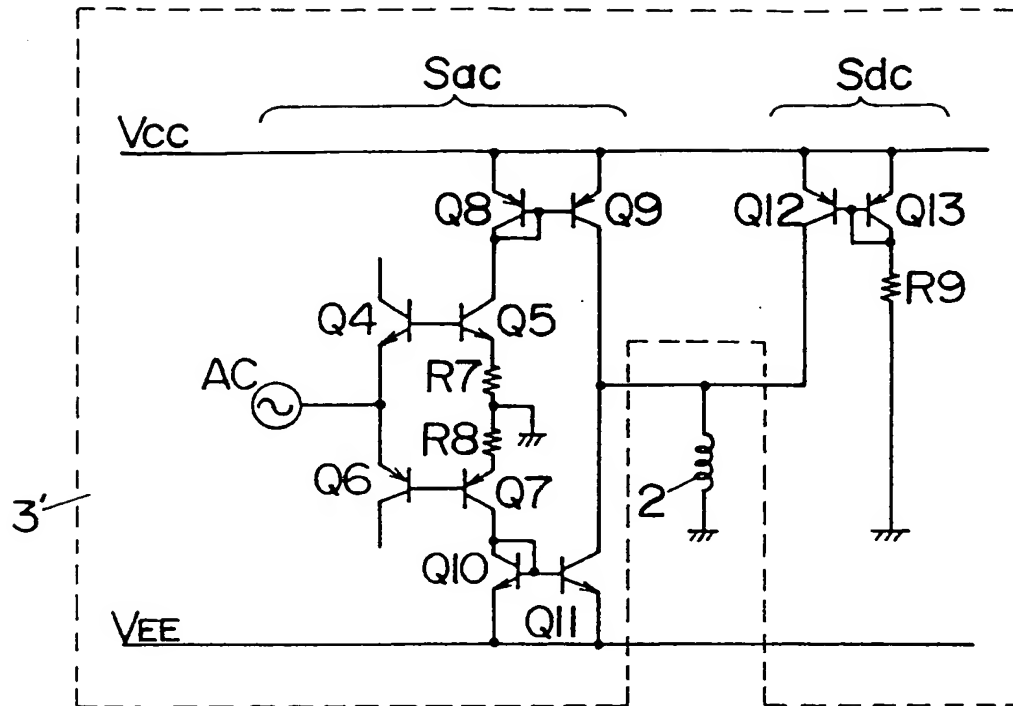 Sac Sdc
VCC
Q8 Q9 Q12 Q13
R9
Q4 Q5
AC R7
R8
Q6 Q7
2
3'
Q10 Q11
VEE